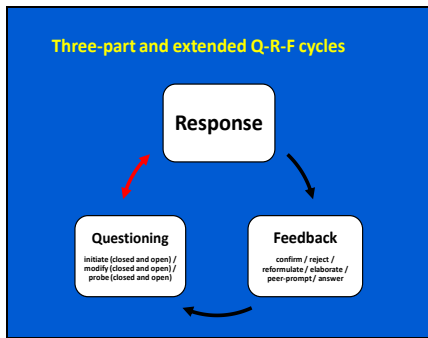 Three-part and extended Q-R-F cycles
Response
Questioning
initiate (closed and open) /
modify (closed and open) /
probe (closed and open)
Feedback
confirm / reject /
reformulate / elaborate /
peer-prompt / answer